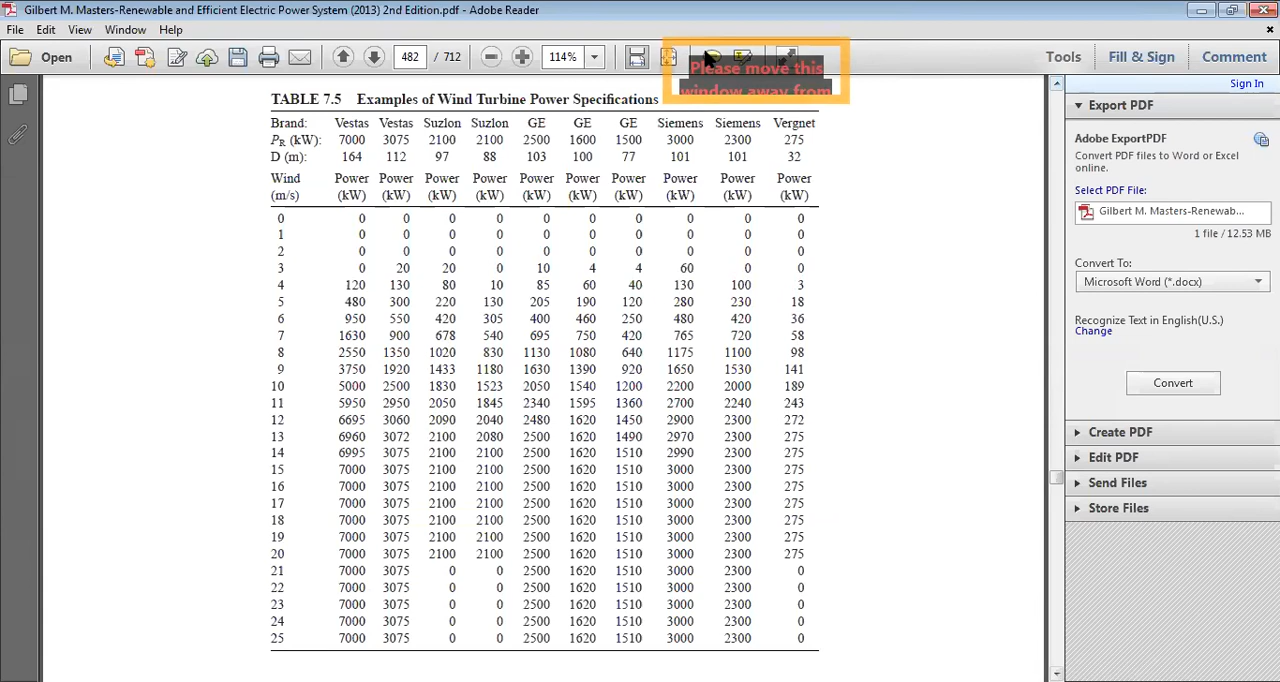 Gilbert M. Masters-Renewable and Efficient Electric Power System (2013) 2nd Edition.pdf - Adobe Reader
File Edit View Window Help
Open 482 / 712 114% Tools Fill & Sign Comment
Please move this
window away from
Sign In
TABLE 7.5 Examples of Wind Turbine Power Specifications
Brand: Vestas Vestas Suzlon Suzlon GE GE GE Siemens Siemens Vergnet
PR (kW): 7000 3075 2100 2100 2500 1600 1500 3000 2300 275
D (m): 164 112 97 88 103 100 77 101 101 32
Wind Power Power Power Power Power Power Power Power Power Power
(m/s) (kW) (kW) (kW) (kW) (kW) (kW) (kW) (kW) (kW) (kW)
0 0 0 0 0 0 0 0 0 0 0
1 0 0 0 0 0 0 0 0 0 0
2 0 0 0 0 0 0 0 0 0 0
3 0 20 20 0 10 4 4 60 0 0
4 120 130 80 10 85 60 40 130 100 3
5 480 300 220 130 205 190 120 280 230 18
6 950 550 420 305 400 460 250 480 420 36
7 1630 900 678 540 695 750 420 765 720 58
8 2550 1350 1020 830 1130 1080 640 1175 1100 98
9 3750 1920 1433 1180 1630 1390 920 1650 1530 141
10 5000 2500 1830 1523 2050 1540 1200 2200 2000 189
11 5950 2950 2050 1845 2340 1595 1360 2700 2240 243
12 6695 3060 2090 2040 2480 1620 1450 2900 2300 272
13 6960 3072 2100 2080 2500 1620 1490 2970 2300 275
14 6995 3075 2100 2100 2500 1620 1510 2990 2300 275
15 7000 3075 2100 2100 2500 1620 1510 3000 2300 275
16 7000 3075 2100 2100 2500 1620 1510 3000 2300 275
17 7000 3075 2100 2100 2500 1620 1510 3000 2300 275
18 7000 3075 2100 2100 2500 1620 1510 3000 2300 275
19 7000 3075 2100 2100 2500 1620 1510 3000 2300 275
20 7000 3075 2100 2100 2500 1620 1510 3000 2300 275
21 7000 3075 0 0 2500 1620 1510 3000 2300 0
22 7000 3075 0 0 2500 1620 1510 3000 2300 0
23 7000 3075 0 0 2500 1620 1510 3000 2300 0
24 7000 3075 0 0 2500 1620 1510 3000 2300 0
25 7000 3075 0 0 2500 1620 1510 3000 2300 0
Export PDF
Adobe ExportPDF
Convert PDF files to Word or Excel
online.
Select PDF File:
Gilbert M. Masters-Renewab...
1 file / 12.53 MB
Convert To:
Microsoft Word (*.docx)
Recognize Text in English(U.S.)
Change
Convert
Create PDF
Edit PDF
Send Files
Store Files